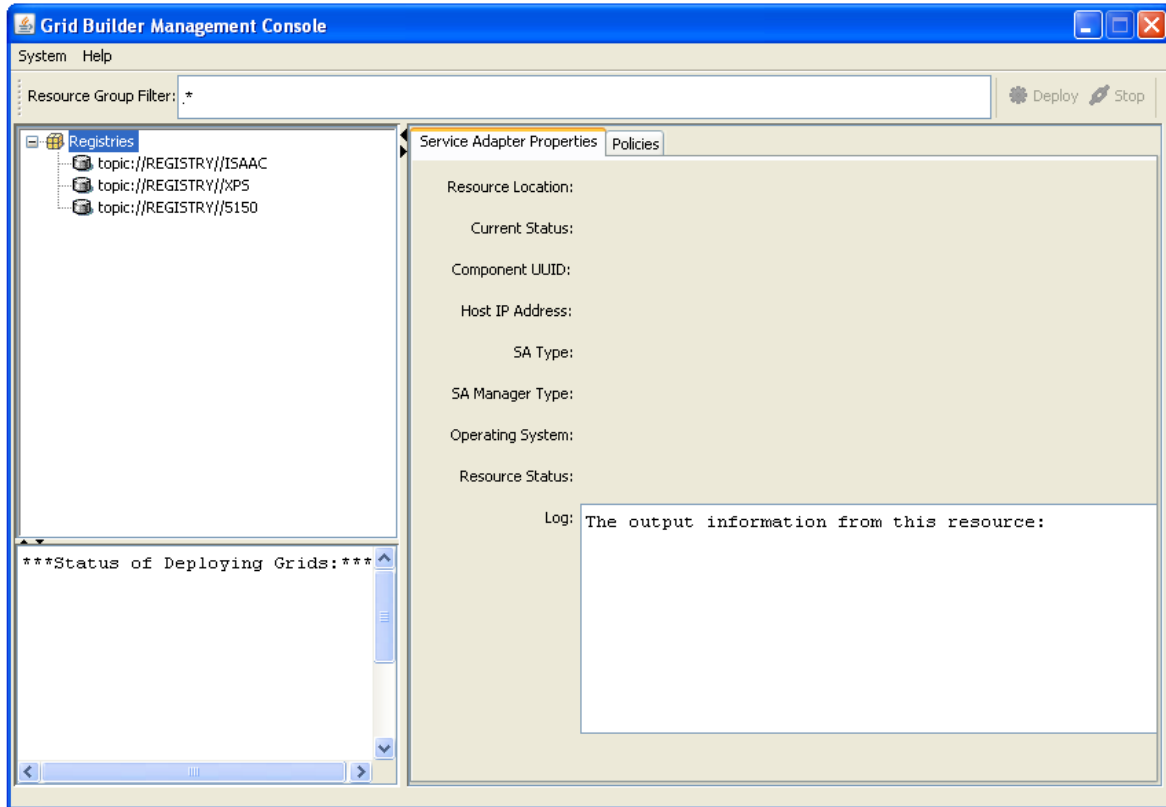 Grid Builder Management Console
System Help
Resource Group Filter: .*
Deploy Stop
Registries
topic://REGISTRY//ISAAC
topic://REGISTRY//XPS
topic://REGISTRY//5150
***Status of Deploying Grids:***
Service Adapter Properties Policies
Resource Location:
Current Status:
Component UUID:
Host IP Address:
SA Type:
SA Manager Type:
Operating System:
Resource Status:
Log: The output information from this resource: